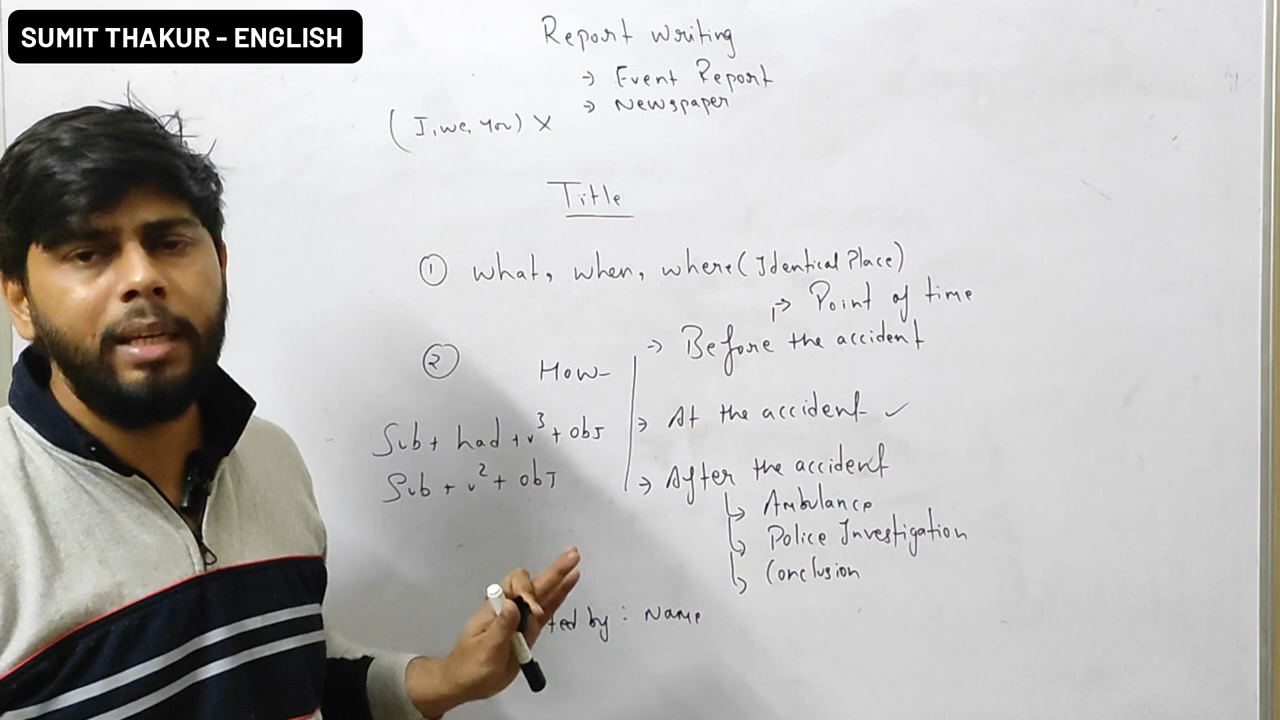 SUMIT THAKUR - ENGLISH
Report writing
→ Event Report
→ Newspaper
(I, we, you) X
Title
① what, when, where (Identical Place)
↳ Point of time
→ Before the accident
② How-
→ At the accident ✓
Sub + had + v³ + obj
Sub + v² + obj
→ After the accident
↳ Ambulance
↳ Police Investigation
↳ Conclusion
ted by : Name